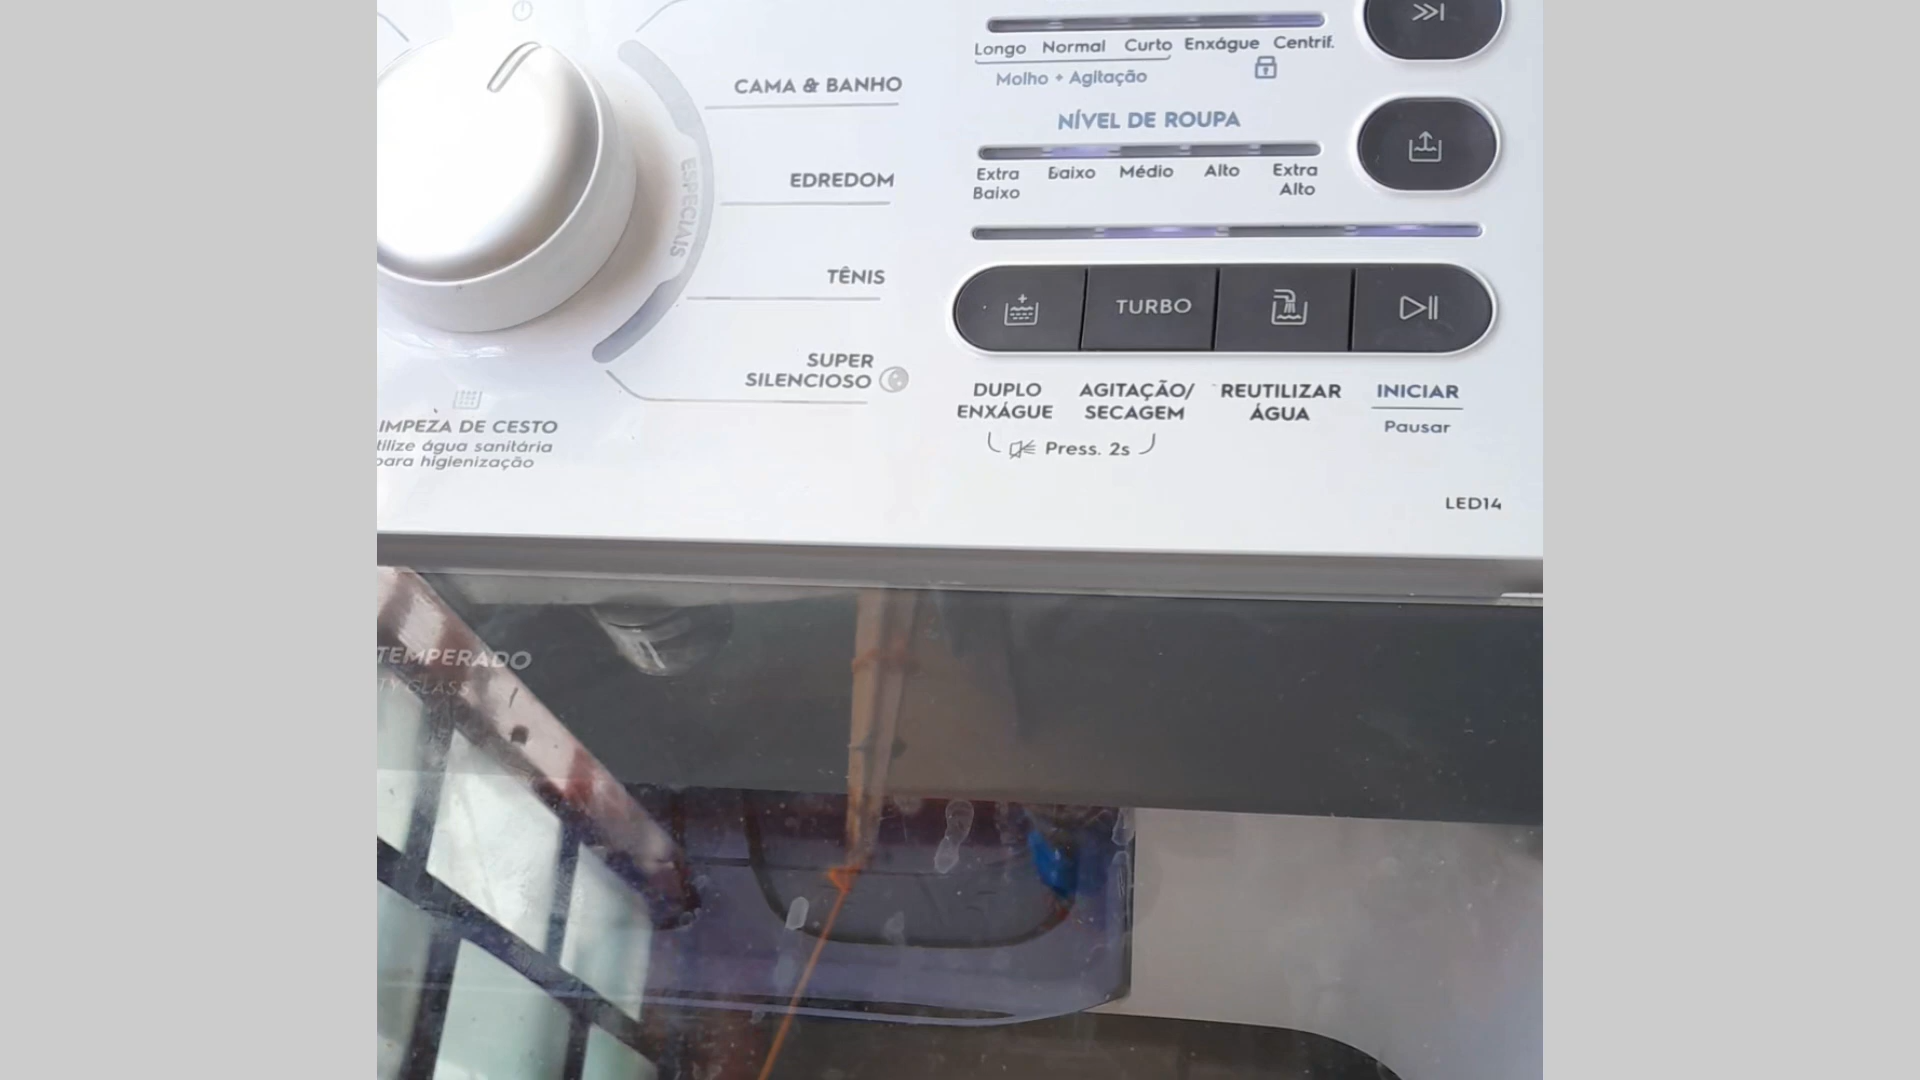 Longo Normal Curto Enxágue Centrif.
Molho + Agitação
NÍVEL DE ROUPA
Extra Baixo Baixo Médio Alto Extra Alto
CAMA & BANHO
EDREDOM
TÊNIS
SUPER
SILENCIOSO
ESPECIAIS
IMPEZA DE CESTO
tilize água sanitária
para higienização
TURBO
DUPLO
ENXÁGUE
AGITAÇÃO/
SECAGEM
REUTILIZAR
ÁGUA
INICIAR
Pausar
Press. 2s
LED14
TEMPERADO
TY GLASS